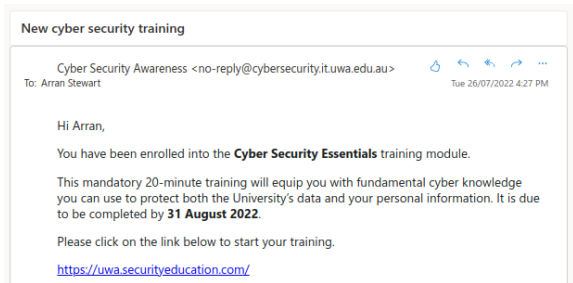 New cyber security training
Cyber Security Awareness <no-reply@cybersecurity.it.uwa.edu.au>
To: Arran Stewart
Tue 26/07/2022 4:27 PM
Hi Arran,
You have been enrolled into the Cyber Security Essentials training module.
This mandatory 20-minute training will equip you with fundamental cyber knowledge
you can use to protect both the University's data and your personal information. It is due
to be completed by 31 August 2022.
Please click on the link below to start your training.
https://uwa.securityeducation.com/